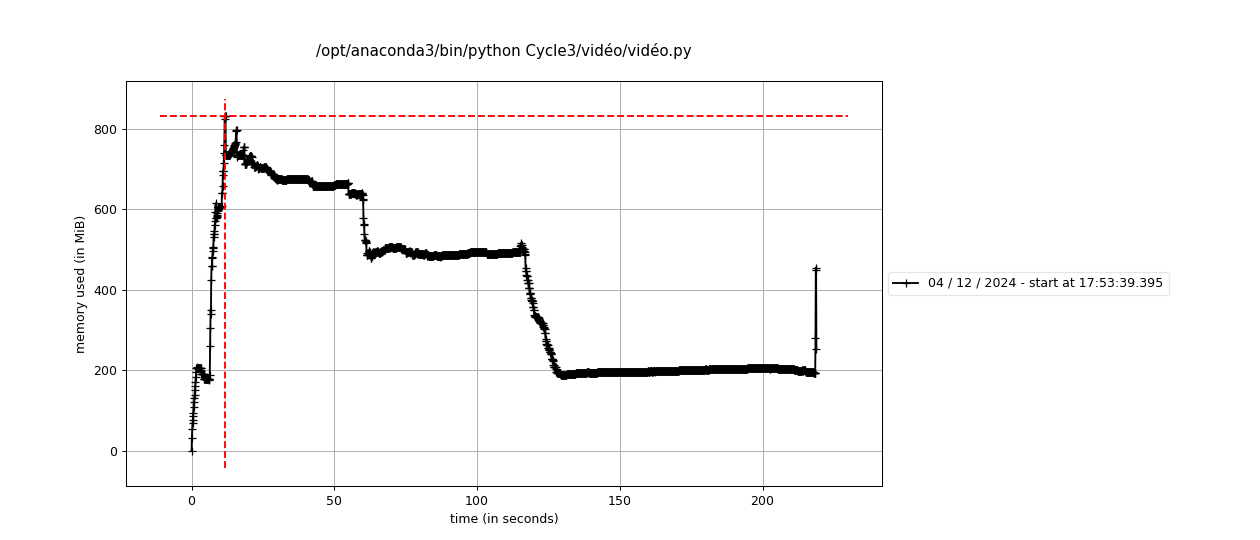 /opt/anaconda3/bin/python Cycle3/vidéo/vidéo.py
800
600
400
200
0
memory used (in MiB)
0 50 100 150 200
time (in seconds)
04 / 12 / 2024 - start at 17:53:39.395